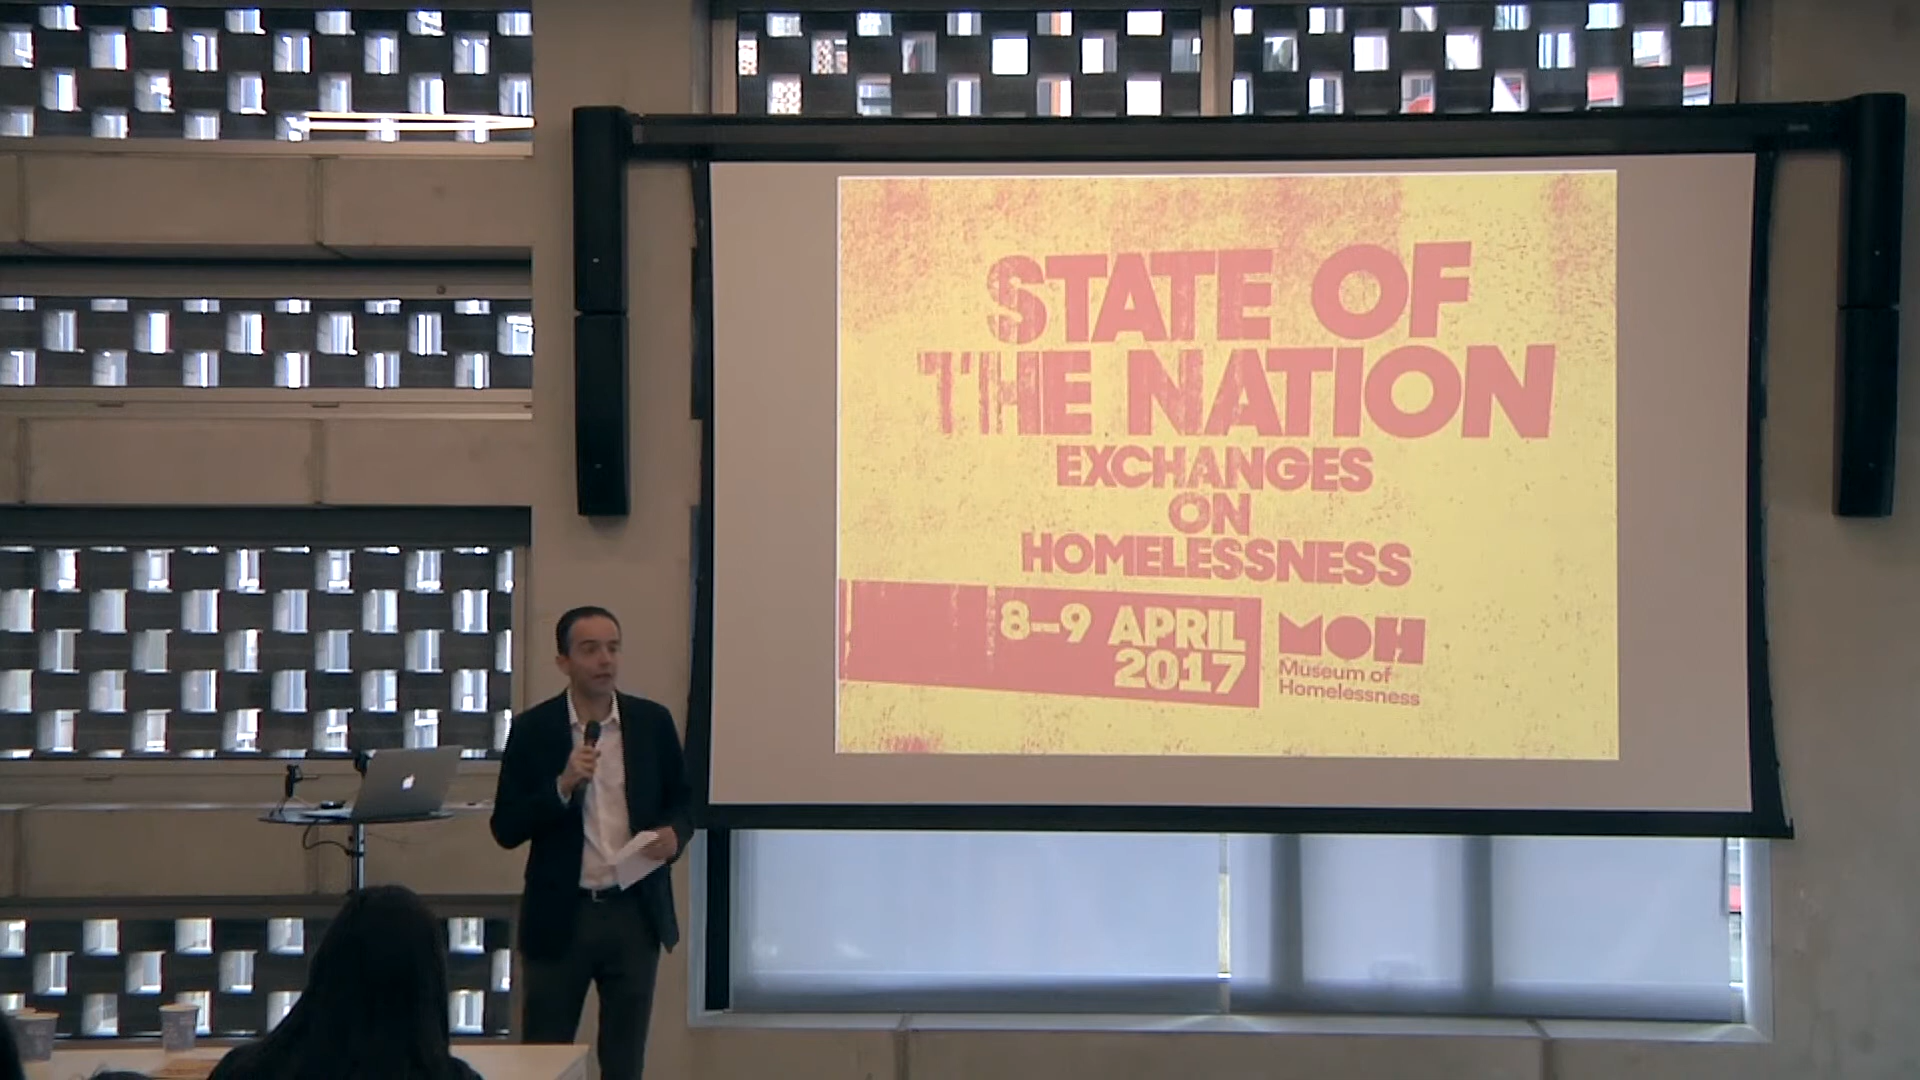 STATE OF
THE NATION
EXCHANGES
ON
HOMELESSNESS
8–9 APRIL
2017
MOH
Museum of
Homelessness